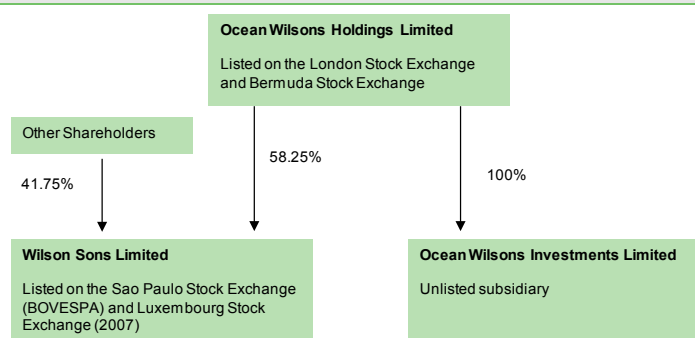 Ocean Wilsons Holdings Limited
Listed on the London Stock Exchange
and Bermuda Stock Exchange
Other Shareholders
58.25%
41.75%
100%
Wilson Sons Limited
Listed on the Sao Paulo Stock Exchange
(BOVESPA) and Luxembourg Stock
Exchange (2007)
Ocean Wilsons Investments Limited
Unlisted subsidiary